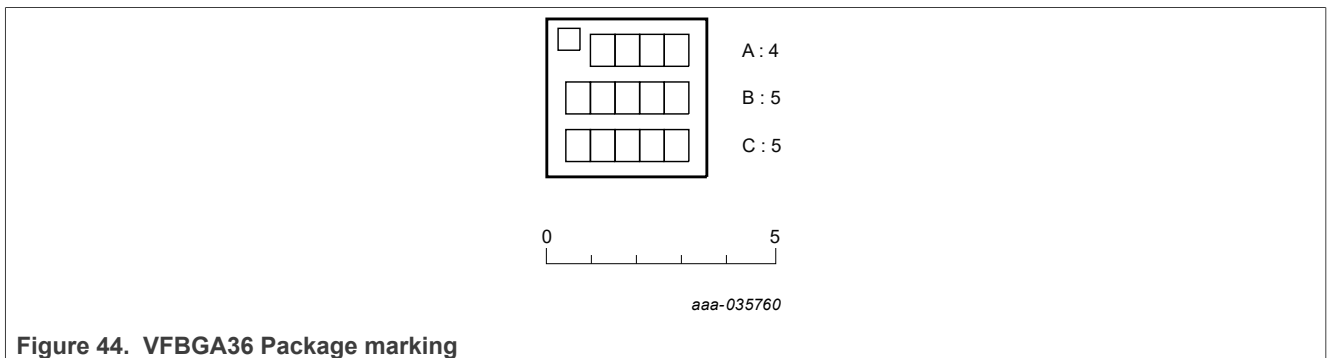 A : 4
B : 5
C : 5
0 5
aaa-035760
Figure 44. VFBGA36 Package marking